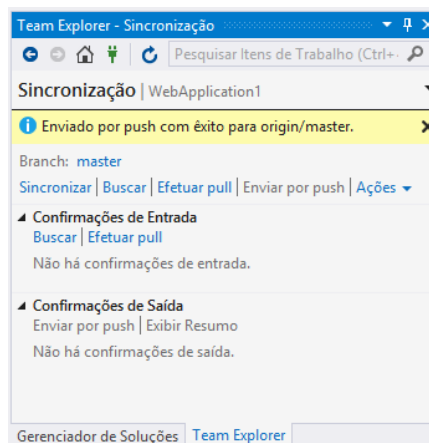 Team Explorer - Sincronização
Pesquisar Itens de Trabalho (Ctrl+
Sincronização | WebApplication1
Enviado por push com êxito para origin/master.
Branch: master
Sincronizar | Buscar | Efetuar pull | Enviar por push | Ações
Confirmações de Entrada
Buscar | Efetuar pull
Não há confirmações de entrada.
Confirmações de Saída
Enviar por push | Exibir Resumo
Não há confirmações de saída.
Gerenciador de Soluções Team Explorer